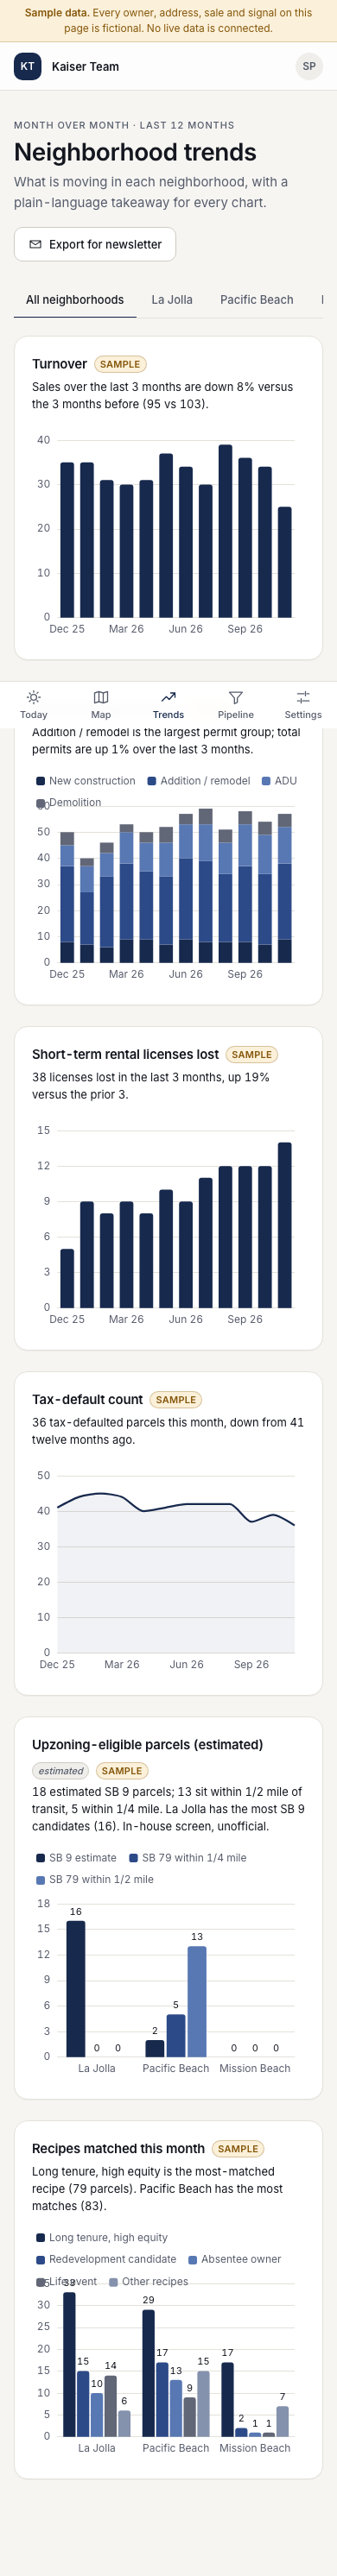 Sample data. Every owner, address, sale and signal on this
page is fictional. No live data is connected.
KT Kaiser Team SP
MONTH OVER MONTH · LAST 12 MONTHS
Neighborhood trends
What is moving in each neighborhood, with a
plain-language takeaway for every chart.
Export for newsletter
All neighborhoods La Jolla Pacific Beach
Turnover SAMPLE
Sales over the last 3 months are down 8% versus
the 3 months before (95 vs 103).
40
30
20
10
0
Dec 25 Mar 26 Jun 26 Sep 26
Today Map Trends Pipeline Settings
Addition / remodel is the largest permit group; total
permits are up 1% over the last 3 months.
New construction Addition / remodel ADU
Demolition
50
40
30
20
10
0
Dec 25 Mar 26 Jun 26 Sep 26
Short-term rental licenses lost SAMPLE
38 licenses lost in the last 3 months, up 19%
versus the prior 3.
15
12
9
6
3
0
Dec 25 Mar 26 Jun 26 Sep 26
Tax-default count SAMPLE
36 tax-defaulted parcels this month, down from 41
twelve months ago.
50
40
30
20
10
0
Dec 25 Mar 26 Jun 26 Sep 26
Upzoning-eligible parcels (estimated)
estimated SAMPLE
18 estimated SB 9 parcels; 13 sit within 1/2 mile of
transit, 5 within 1/4 mile. La Jolla has the most SB 9
candidates (16). In-house screen, unofficial.
SB 9 estimate SB 79 within 1/4 mile
SB 79 within 1/2 mile
18
16
15
13
12
9
6
5
3
2
0 0 0 0 0
0
La Jolla Pacific Beach Mission Beach
Recipes matched this month SAMPLE
Long tenure, high equity is the most-matched
recipe (79 parcels). Pacific Beach has the most
matches (83).
Long tenure, high equity
Redevelopment candidate Absentee owner
Life event Other recipes
33
30
29
25
20
17 17
15
15 15
14
13
10
10
9
7
6
5
2
1 1
0
La Jolla Pacific Beach Mission Beach